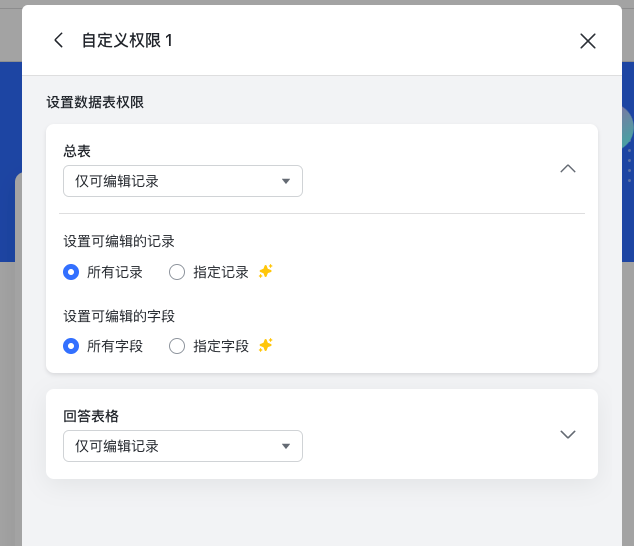 自定义权限 1
设置数据表权限
总表
仅可编辑记录
设置可编辑的记录
所有记录 指定记录
设置可编辑的字段
所有字段 指定字段
回答表格
仅可编辑记录